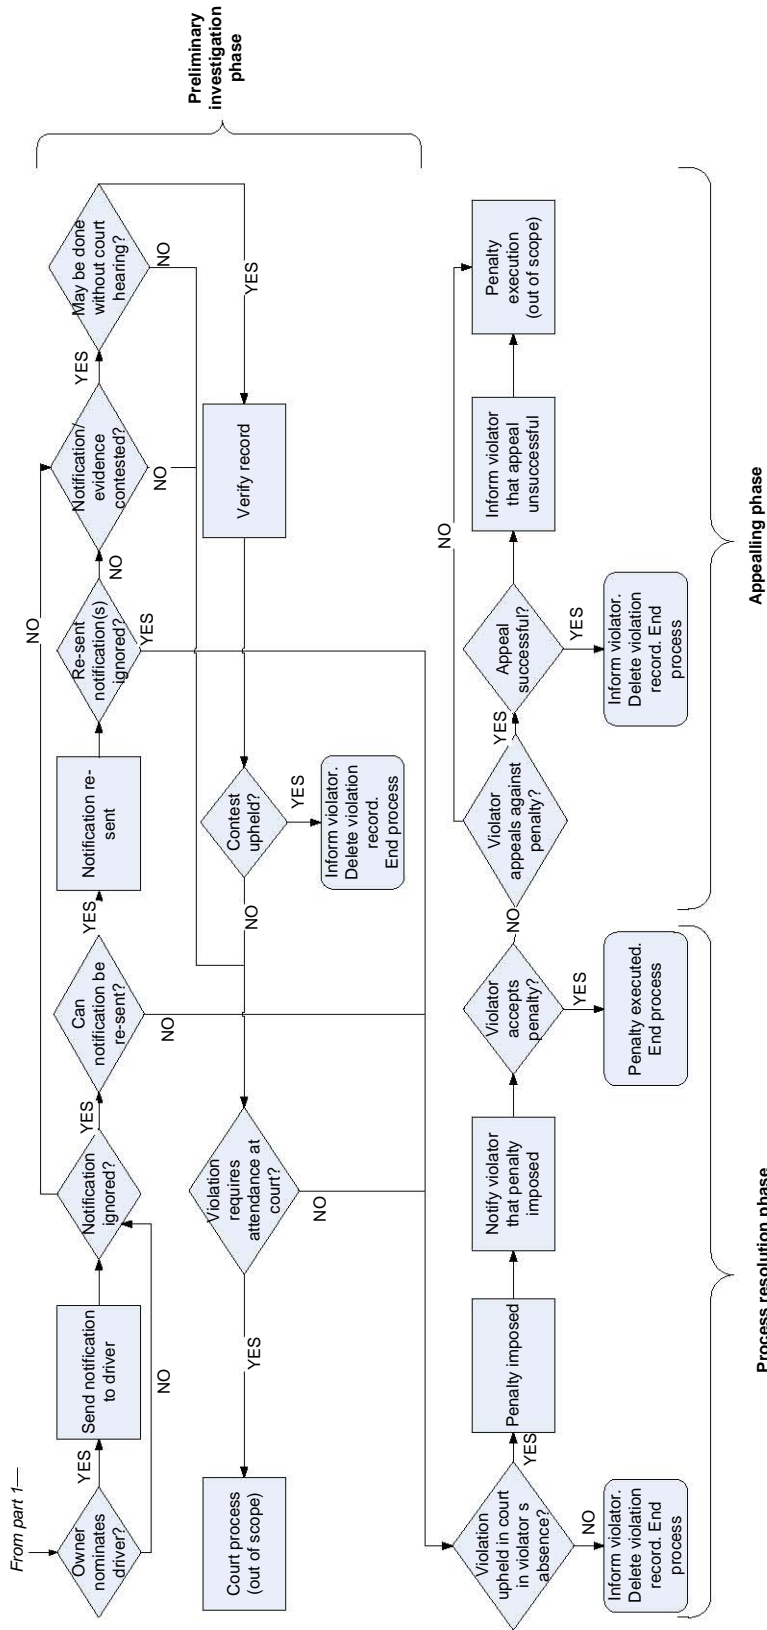 From part 1
Owner
nominates
driver?
YES
NO
Send notification
to driver
Notification
ignored?
YES
NO
Can
notification be
re-sent?
YES
NO
Notification re-
sent
Re-sent
notification(s)
ignored?
NO
YES
Notification/
evidence
contested?
YES
NO
May be done
without court
hearing?
NO
YES
Preliminary
investigation
phase
Verify record
Contest
upheld?
YES
Inform violator.
Delete violation
record.
End process
NO
Violation
requires
attendance at
court?
NO
YES
Court process
(out of scope)
Violation
upheld in court
in violator s
absence?
YES
NO
Inform violator.
Delete violation
record. End
process
Penalty imposed
Notify violator
that penalty
imposed
Violator
accepts
penalty?
YES
Penalty executed.
End process
NO
Violator
appeals against
penalty?
NO
YES
Appeal
successful?
YES
Inform violator.
Delete violation
record. End
process
Inform violator
that appeal
unsuccessful
Penalty
execution
(out of scope)
Process resolution phase
Appealling phase